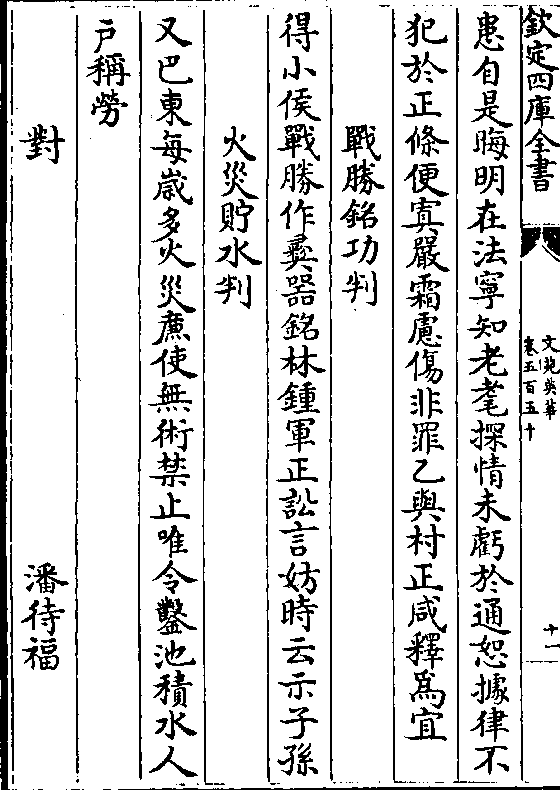 欽定四庫全書
文苑英華
卷五百五十
十一
患自是晦明在法寧知老耄探情未虧於通恕據律不
犯於正條便寘嚴霜慮傷非罪乙與村正咸釋爲宜
戰勝銘功判
得小侯戰勝作彛器銘林鍾軍正訟言妨時云示子孫
火災貯水判
又巴東每歳多火災廉使無術禁止唯令鑿池積水人
户稱勞
對
潘待福